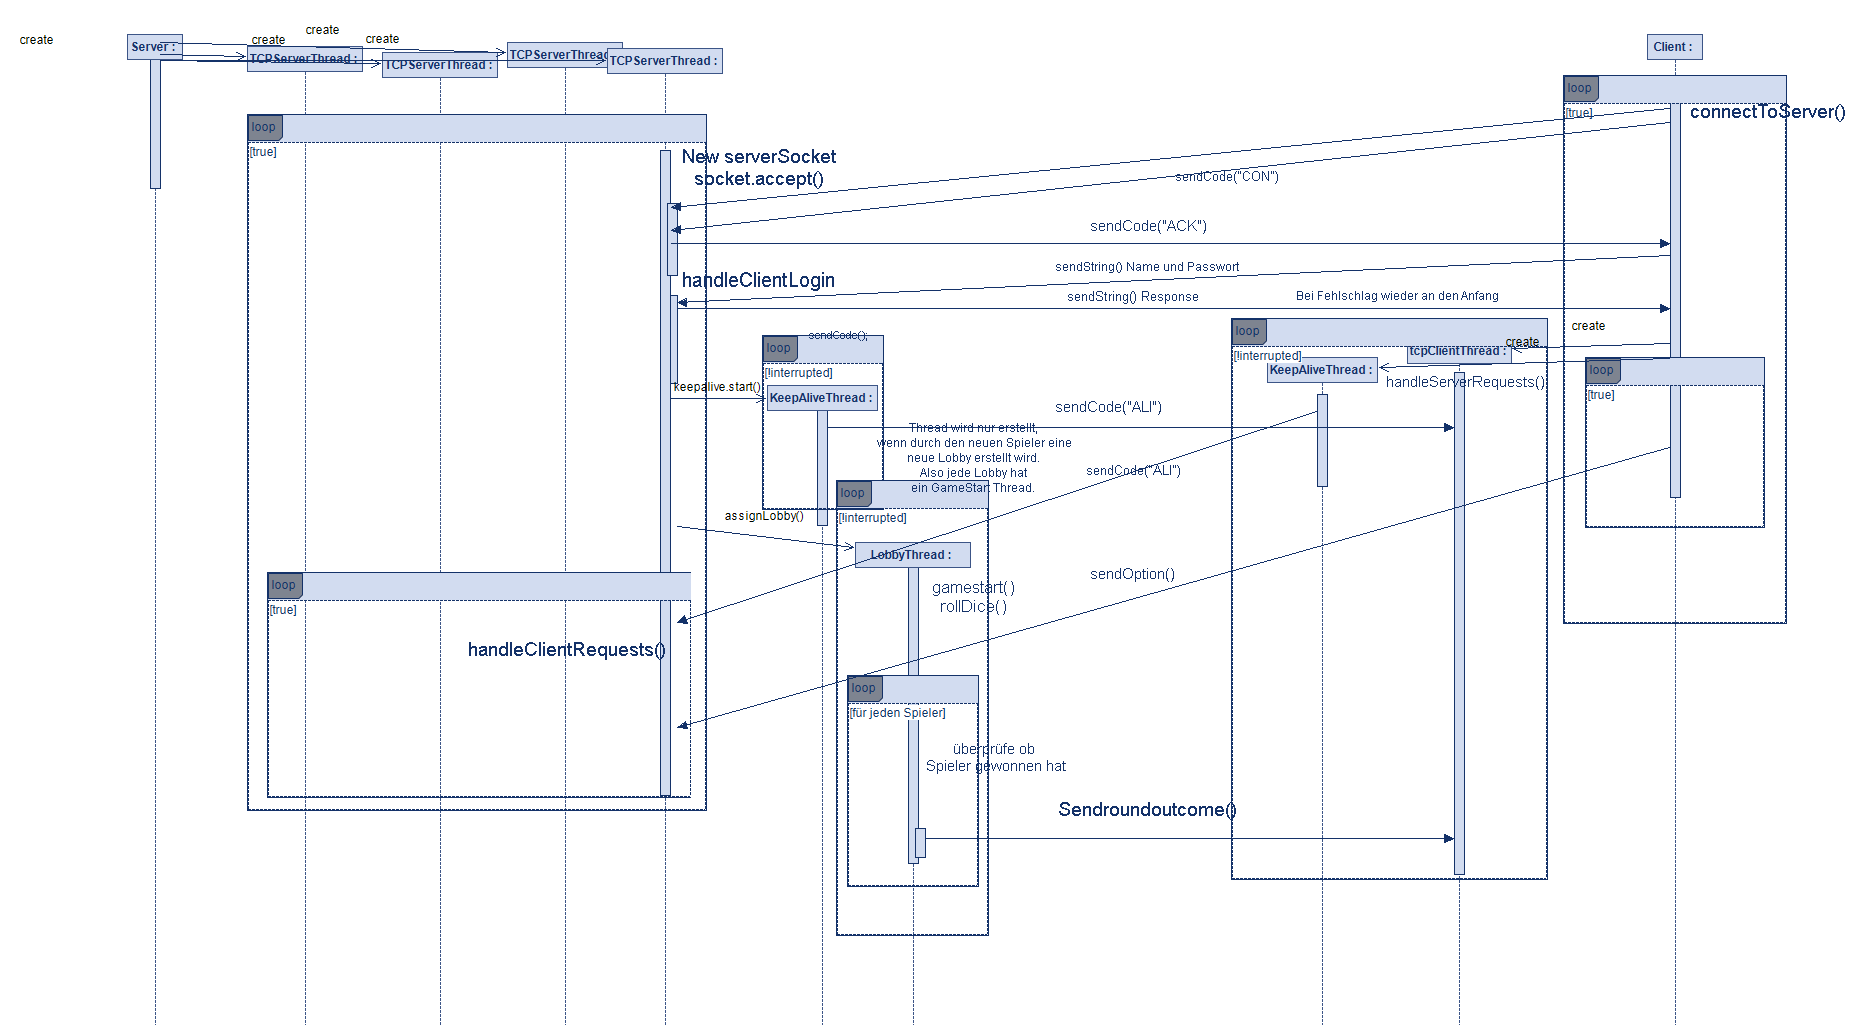 create
create
create
create
Server :
TCPServerThread :
TCPServerThread :
TCPServerThread
TCPServerThread :
Client :
loop
[true]
connectToServer()
loop
[true]
New serverSocket
socket.accept()
sendCode("CON")
sendCode("ACK")
handleClientLogin
sendString() Name und Passwort
sendString() Response
Bei Fehlschlag wieder an den Anfang
loop
[!interrupted]
sendCode();
keepalive.start()
KeepAliveThread :
loop
[!interrupted]
create
create
tcpClientThread :
KeepAliveThread :
handleServerRequests()
loop
[true]
sendCode("ALI")
Thread wird nur erstellt,
wenn durch den neuen Spieler eine
neue Lobby erstellt wird.
Also jede Lobby hat
ein GameStart Thread.
sendCode("ALI")
loop
[!interrupted]
assignLobby()
LobbyThread :
gamestart()
rollDice()
sendOption()
loop
[true]
handleClientRequests()
loop
[für jeden Spieler]
überprüfe ob
Spieler gewonnen hat
Sendroundoutcome()